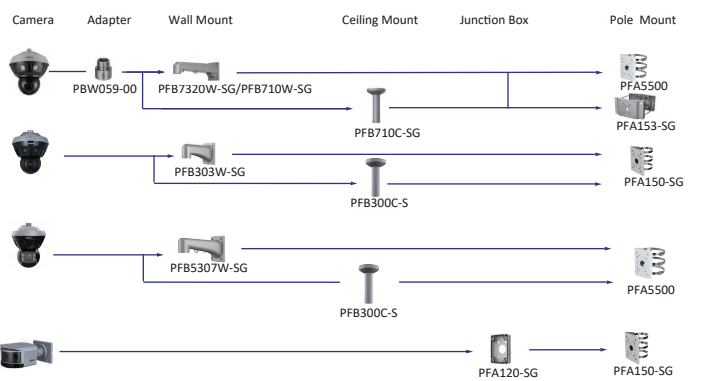 Camera Adapter Wall Mount Ceiling Mount Junction Box Pole Mount
PBW059-00 PFB7320W-SG/PFB710W-SG PFA5500
PFB710C-SG PFA153-SG
PFB303W-SG PFA150-SG
PFB300C-S
PFB5307W-SG
PFA5500
PFB300C-S
PFA120-SG PFA150-SG